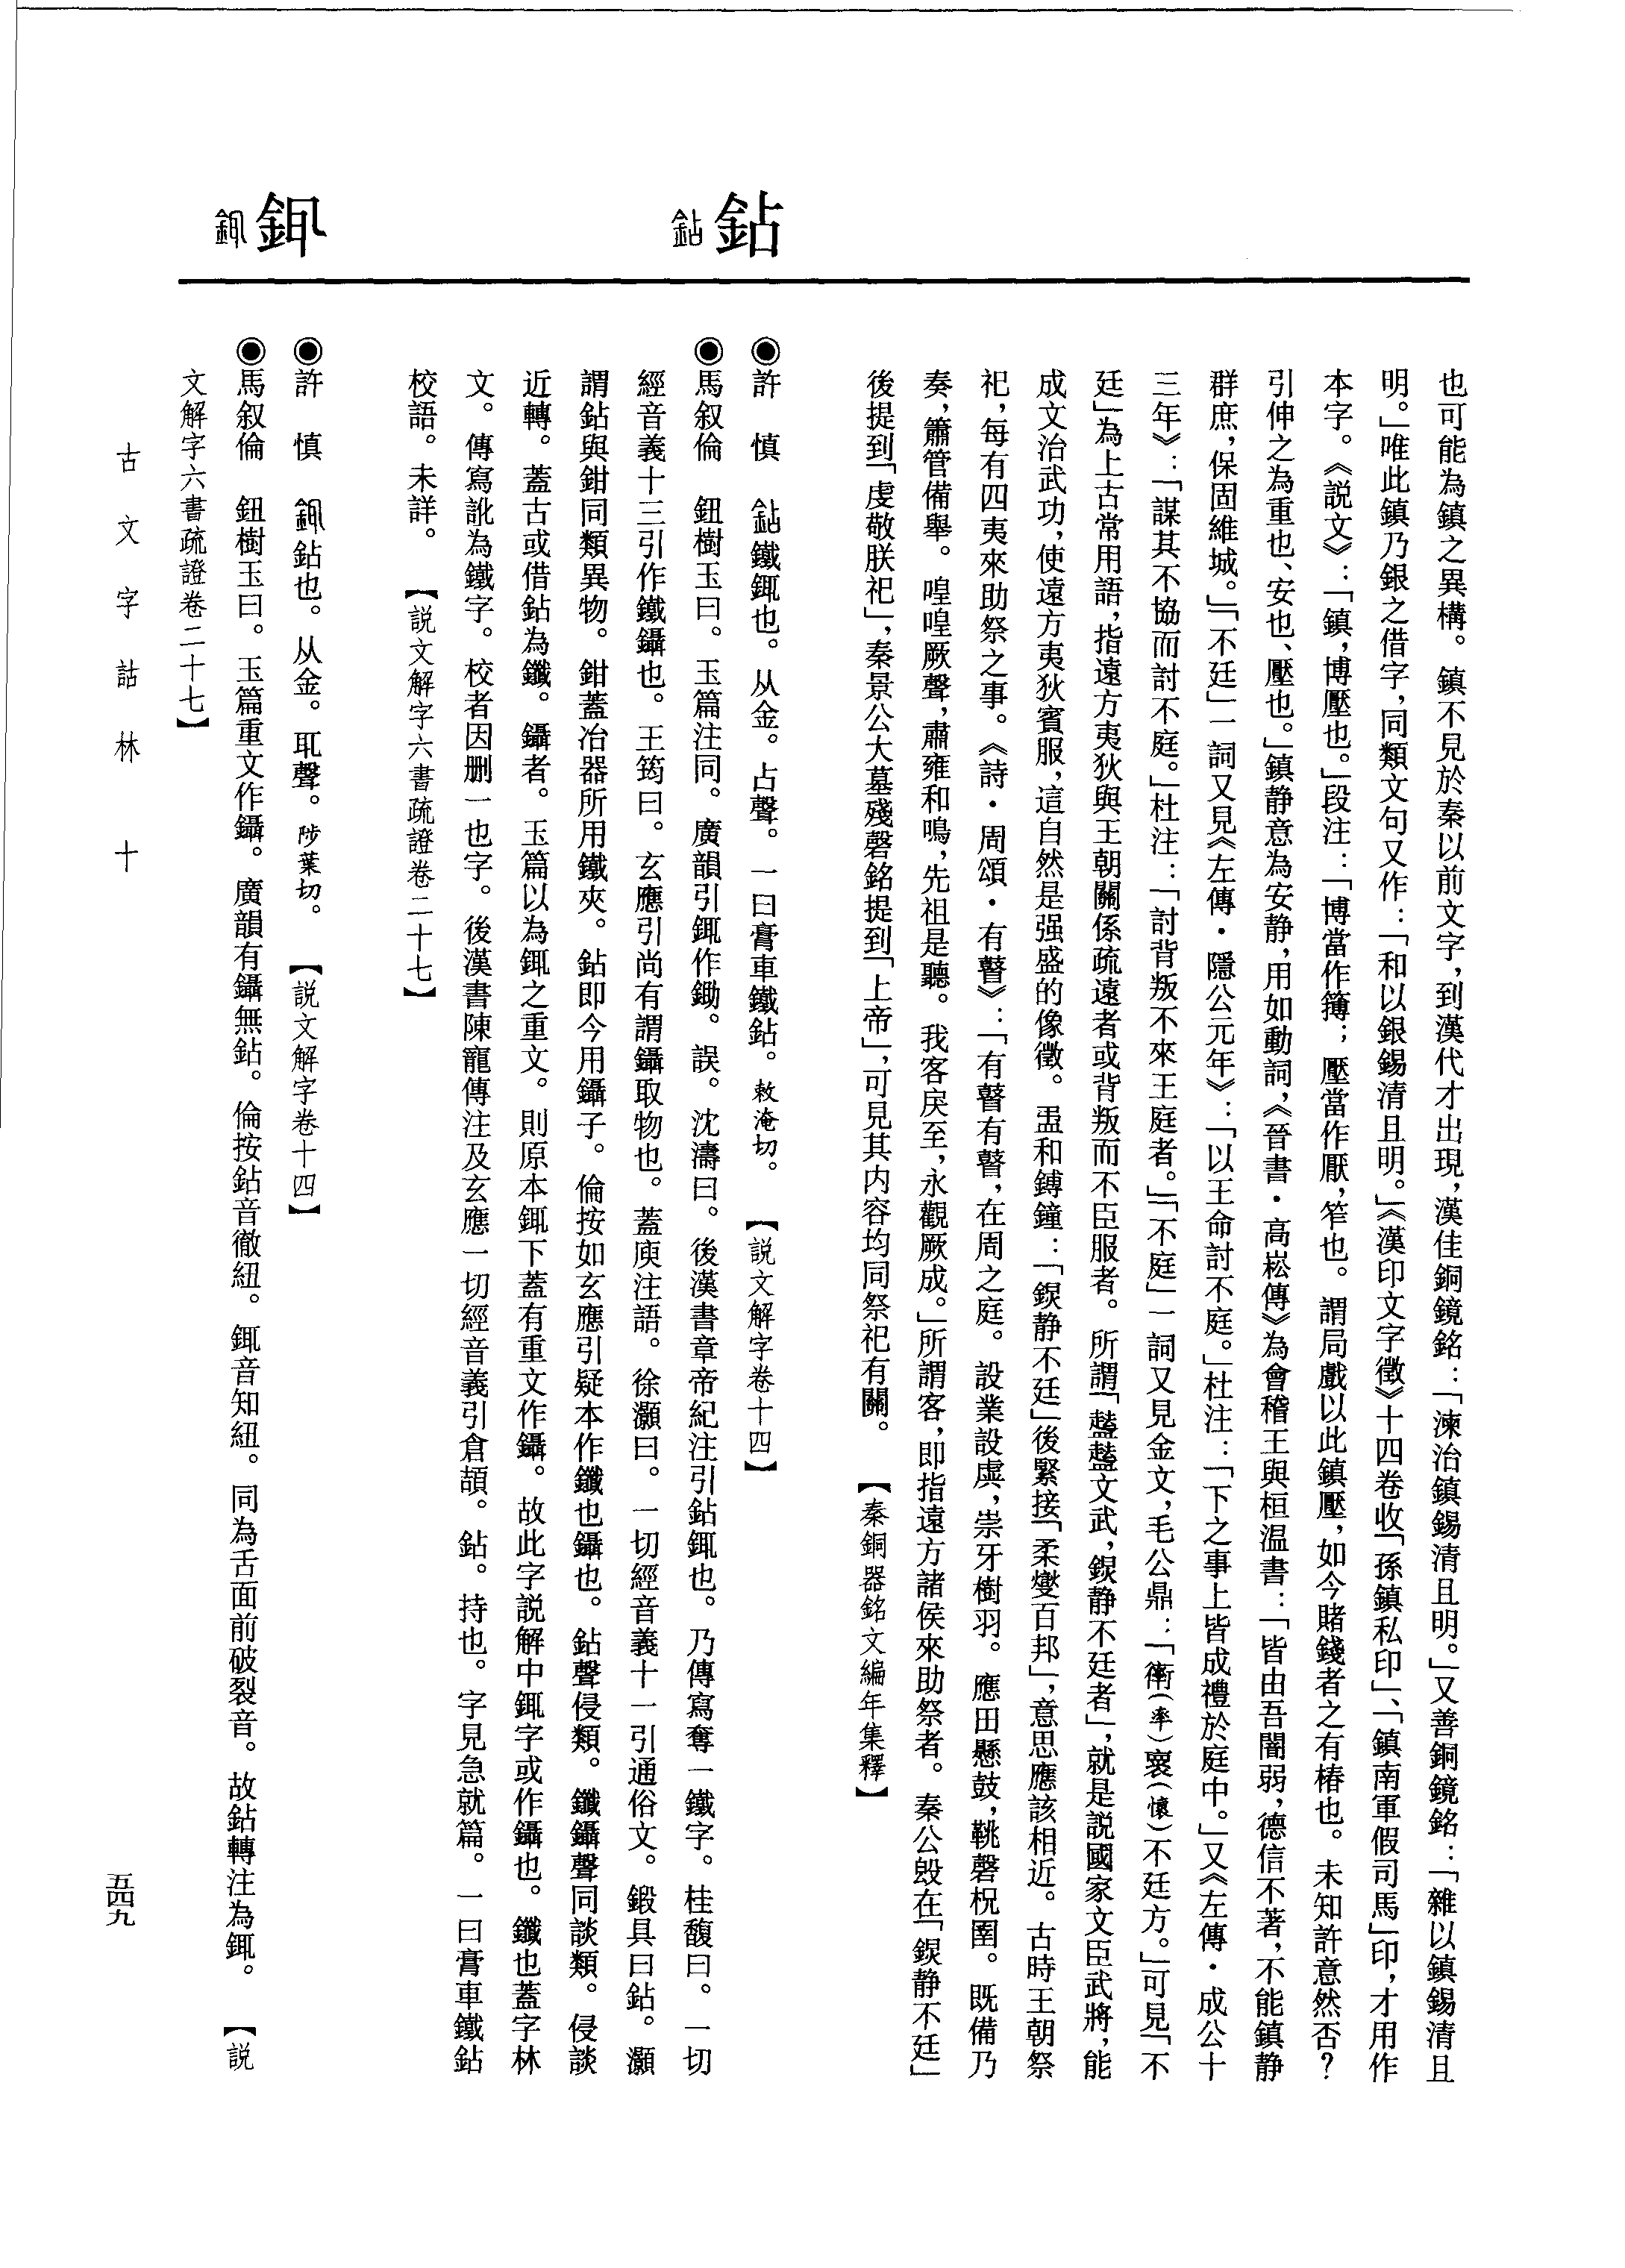 也可能為鎮之異構。鎮不見於秦以前文字，到漢代才出現，漢佳銅鏡銘：「湅治鎮錫清且明。」又善銅鏡銘：「雜以鎮錫清且
明。」唯此鎮乃銀之借字，同類文句又作：「和以銀錫清且明。」《漢印文字徵》十四卷收「孫鎮私印」、「鎮南軍假司馬」印，才用作
本字。《説文》：「鎮，博壓也。」段注：「博當作簙；壓當作厭，笮也。謂局戲以此鎮壓，如今賭錢者之有樁也。未知許意然否？
引伸之為重也、安也、壓也。」鎮静意為安静，用如動詞，《晉書·高崧傳》為會稽王與桓温書：「皆由吾闇弱，德信不著，不能鎮静
群庶，保固維城。」「不廷」一詞又見《左傳·隱公元年》：「以王命討不庭。」杜注：「下之事上皆成禮於庭中。」又《左傳·成公十
三年》：「謀其不協而討不庭。」杜注：「討背叛不來王庭者。」「不庭」一詞又見金文，毛公鼎：「䘙（率）褱（懷）不廷方。」可見「不
廷」為上古常用語，指遠方夷狄與王朝關係疏遠者或背叛而不臣服者。所謂「趩趩文武，鋘静不廷者」，就是説國家文臣武將，能
成文治武功，使遠方夷狄賓服，這自然是强盛的像徵。盄和鎛鐘：「鋘静不廷」後緊接「柔燮百邦」，意思應該相近。古時王朝祭
祀，每有四夷來助祭之事。《詩·周頌·有瞽》：「有瞽有瞽，在周之庭。設業設虡，崇牙樹羽。應田懸鼓，鞉磬柷圉。既備乃
奏，簫管備舉。喤喤厥聲，肅雍和鳴，先祖是聽。我客戾至，永觀厥成。」所謂客，即指遠方諸侯來助祭者。秦公𣪘在「鋘静不廷」
後提到「虔敬朕祀」，秦景公大墓殘磬銘提到「上帝」，可見其内容均同祭祀有關。　【秦銅器銘文編年集釋】
鉆 鉆
◉許　慎　鉆鐵鉔也。从金。占聲。一曰膏車鐵鉆。敕淹切。　【説文解字卷十四】
◉馬叙倫　鈕樹玉曰。玉篇注同。廣韻引鉔作鋤。誤。沈濤曰。後漢書章帝紀注引鉆鉔也。乃傳寫奪一鐵字。桂馥曰。一切
經音義十三引作鐵鑷也。王筠曰。玄應引尚有謂鑷取物也。蓋庾注語。徐灝曰。一切經音義十一引通俗文。鍛具曰鉆。灝
謂鉆與鉗同類異物。鉗蓋冶器所用鐵夾。鉆即今用鑷子。倫按如玄應引疑本作鑯也鑷也。鉆聲侵類。鑯鑷聲同談類。侵談
近轉。蓋古或借鉆為鑯。鑷者。玉篇以為鉔之重文。則原本鉔下蓋有重文作鑷。故此字説解中鉔字或作鑷也。鑯也蓋字林
文。傳寫訛為鐵字。校者因删一也字。後漢書陳寵傳注及玄應一切經音義引倉頡。鉆。持也。字見急就篇。一曰膏車鐵鉆
校語。未詳。　【説文解字六書疏證卷二十七】
鉔 鉔
◉許　慎　鉔鉆也。从金。耴聲。陟葉切。　【説文解字卷十四】
◉馬叙倫　鈕樹玉曰。玉篇重文作鑷。廣韻有鑷無鉆。倫按鉆音徹紐。鉔音知紐。同為舌面前破裂音。故鉆轉注為鉔。　【説
文解字六書疏證卷二十七】
古文字詁林　十
五四九